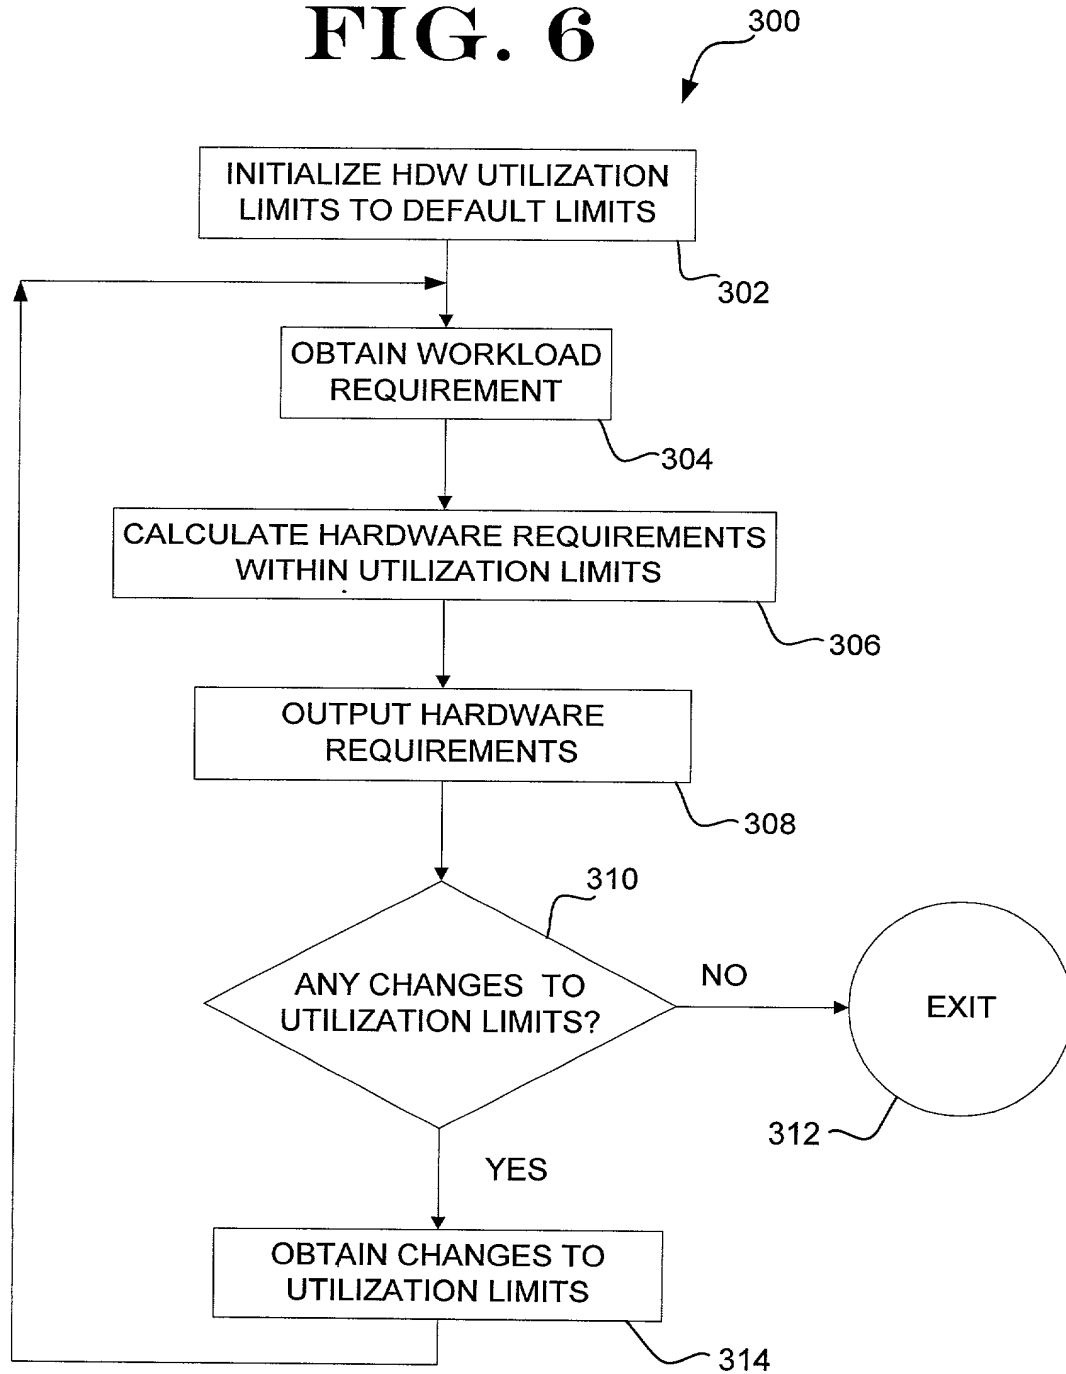 FIG. 6
300
INITIALIZE HDW UTILIZATION
LIMITS TO DEFAULT LIMITS
302
OBTAIN WORKLOAD
REQUIREMENT
304
CALCULATE HARDWARE REQUIREMENTS
WITHIN UTILIZATION LIMITS
306
OUTPUT HARDWARE
REQUIREMENTS
308
310
ANY CHANGES TO
UTILIZATION LIMITS?
NO
EXIT
312
YES
OBTAIN CHANGES TO
UTILIZATION LIMITS
314